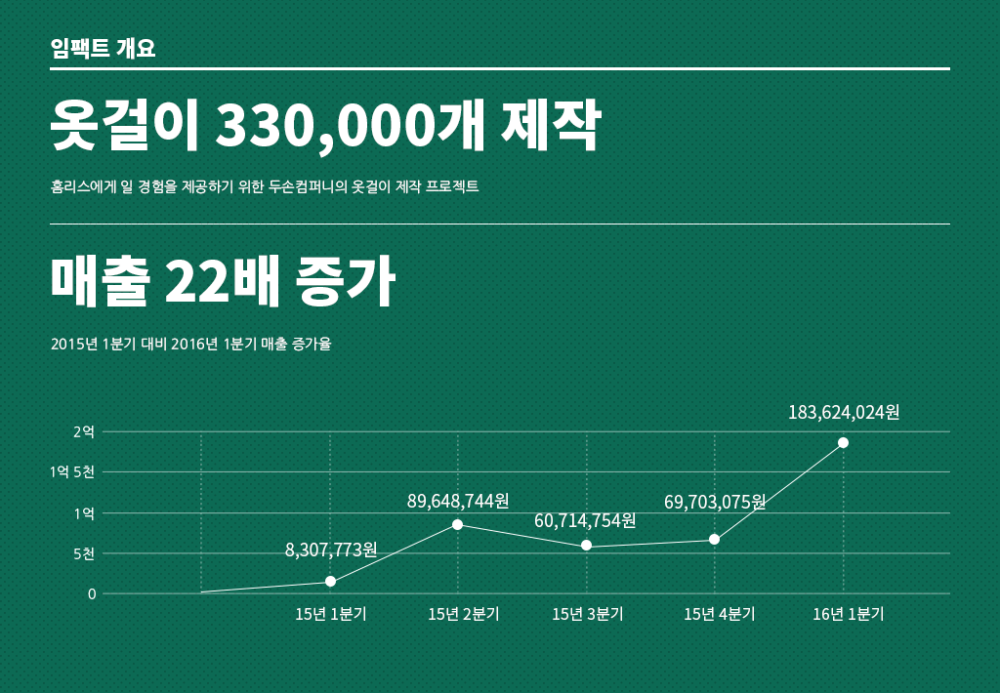 임팩트 개요
옷걸이 330,000개 제작
홈리스에게 일 경험을 제공하기 위한 두손컴퍼니의 옷걸이 제작 프로젝트
매출 22배 증가
2015년 1분기 대비 2016년 1분기 매출 증가율
183,624,024원
2억
1억 5천
89,648,744원
69,703,075원
1억
60,714,754원
8,307,773원
5천
0
15년 1분기
15년 2분기
15년 3분기
15년 4분기
16년 1분기